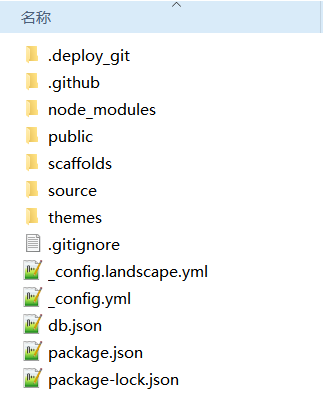 名称
.deploy_git
.github
node_modules
public
scaffolds
source
themes
.gitignore
_config.landscape.yml
_config.yml
db.json
package.json
package-lock.json